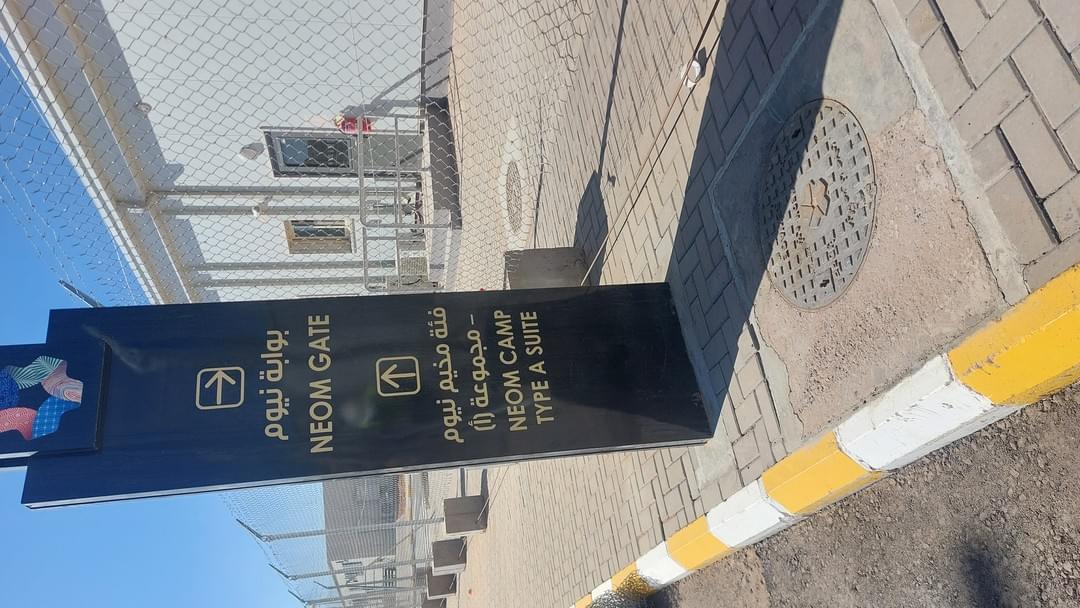 بوابة نيوم
NEOM GATE
فئة مخيم نيوم
– مجموعة (أ)
NEOM CAMP
TYPE A SUITE